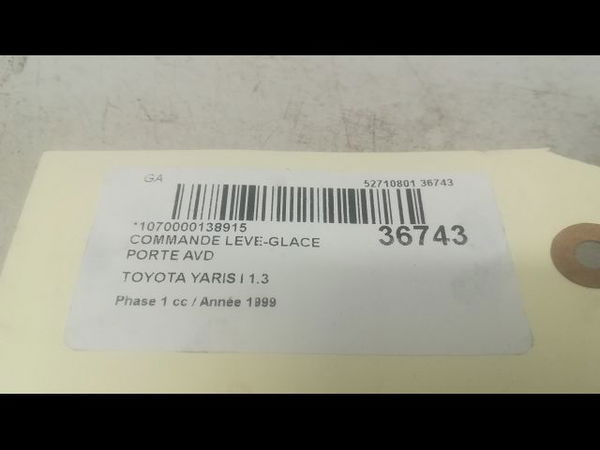 GA 52710801 36743
*1070000138915 36743
COMMANDE LEVE-GLACE
PORTE AVD
TOYOTA YARIS I 1.3
Phase 1 cc / Année 1999